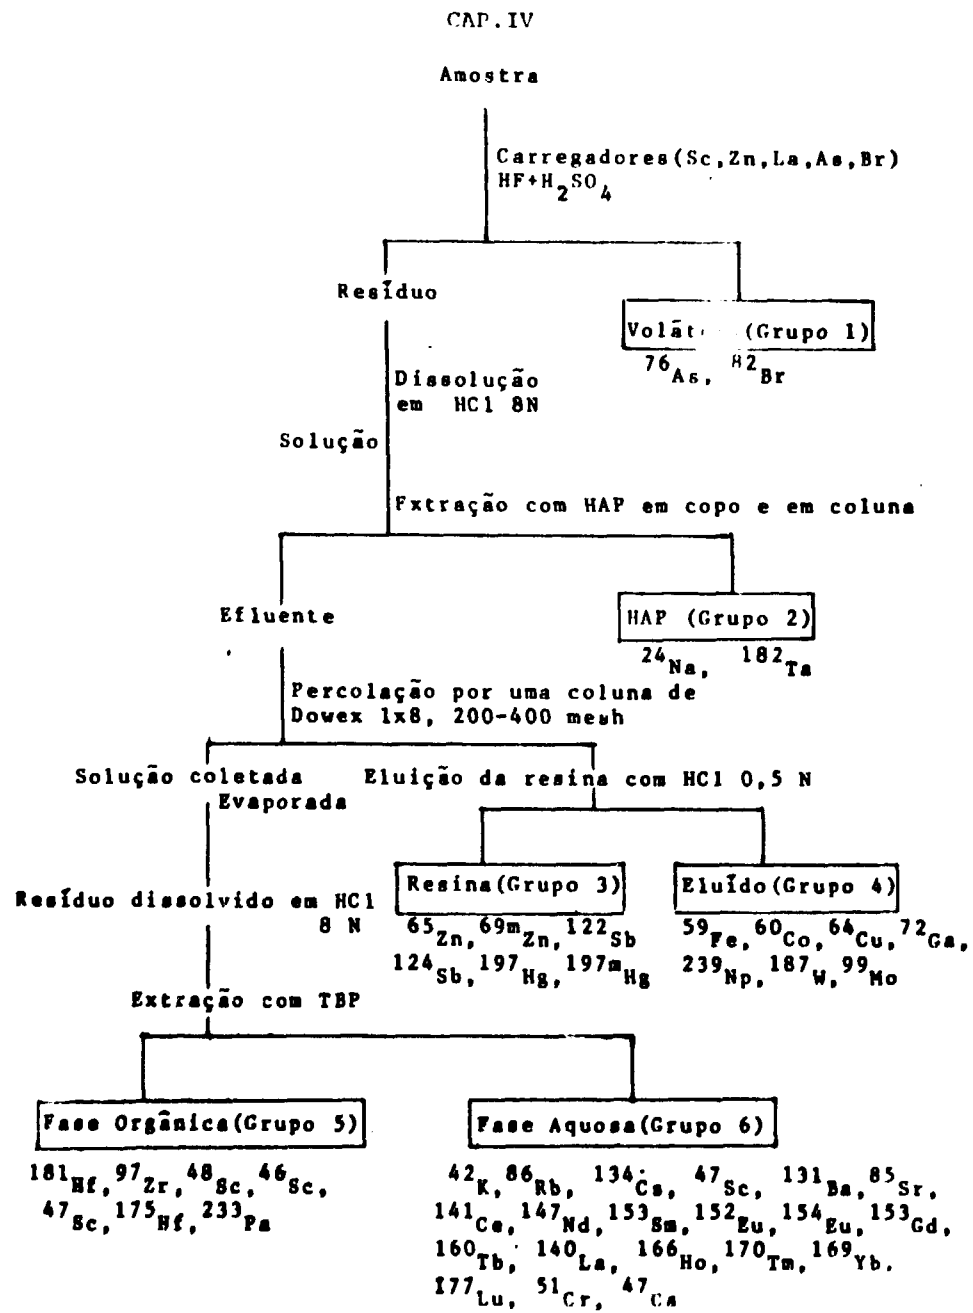 CAP.IV
Amostra
Carregadores(Sc,Zn,La,As,Br)
HF+H₂SO₄
Resíduo
(Grupo 1)
⁷⁶As, ⁸²Br
Dissolução
em HCl 8N
Solução
Extração com HAP em copo e em coluna
Efluente
HAP (Grupo 2)
²⁴Na, ¹⁸²Ta
Percolação por uma coluna de
Dowex 1x8, 200-400 mesh
Solução coletada
Evaporada
Eluição da resina com HCl 0,5 N
Resina(Grupo 3)
⁶⁵Zn, ⁶⁹ᵐZn, ¹²²Sb
¹²⁴Sb, ¹⁹⁷Hg, ¹⁹⁷ᵐHg
Eluído(Grupo 4)
⁵⁹Fe, ⁶⁰Co, ⁶⁴Cu, ⁷²Ga,
²³⁹Np, ¹⁸⁷W, ⁹⁹Mo
Resíduo dissolvido em HCl
8 N
Extração com TBP
Fase Orgânica(Grupo 5)
¹⁸¹Hf, ⁹⁷Zr, ⁴⁸Sc, ⁴⁶Sc,
⁴⁷Sc, ¹⁷⁵Hf, ²³³Pa
Fase Aquosa(Grupo 6)
⁴²K, ⁸⁶Rb, ¹³⁴Cs, ⁴⁷Sc, ¹³¹Ba, ⁸⁵Sr,
¹⁴¹Ce, ¹⁴⁷Nd, ¹⁵³Sm, ¹⁵²Eu, ¹⁵⁴Eu, ¹⁵³Gd,
¹⁶⁰Tb, ¹⁴⁰La, ¹⁶⁶Ho, ¹⁷⁰Tm, ¹⁶⁹Yb.
¹⁷⁷Lu, ⁵¹Cr, ⁴⁷Ca